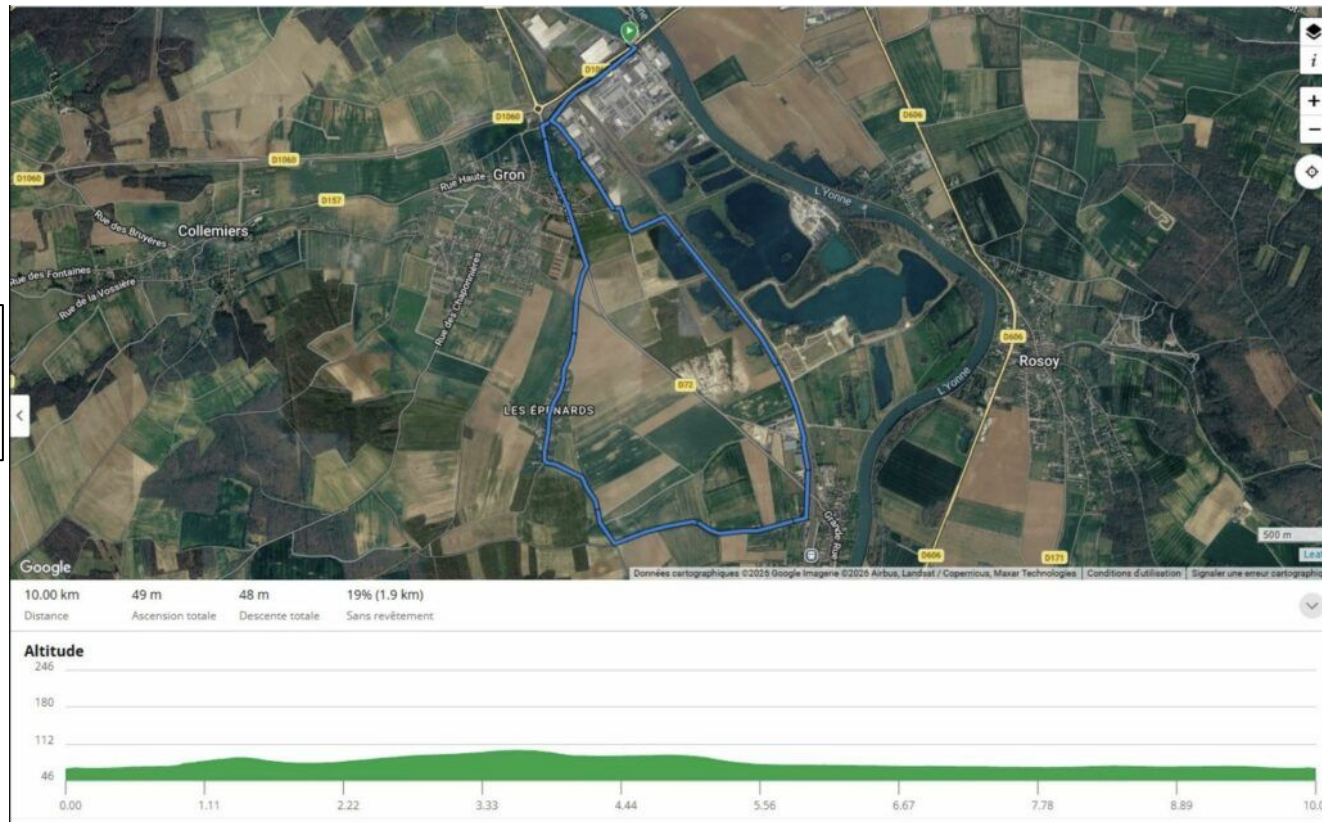 D1060
D606
D1060
D1060
Rue Haute
Gron
D157
L'Yonne
Rue des Bruyères
Collemiers
Rue des Fontaines
Rue de la Vossière
Rue des Chaponnières
D606
Rosoy
L'Yonne
D72
LES ÉPENARDS
Grande Rue
D606
D171
500 m
Google
Données cartographiques ©2026 Google Imagerie ©2026 Airbus, Landsat / Copernicus, Maxar Technologies
Conditions d'utilisation
Signaler une erreur cartographiq
10.00 km
49 m
48 m
19% (1.9 km)
Distance
Ascension totale
Descente totale
Sans revêtement
Altitude
246
180
112
46
0.00
1.11
2.22
3.33
4.44
5.56
6.67
7.78
8.89
10.0